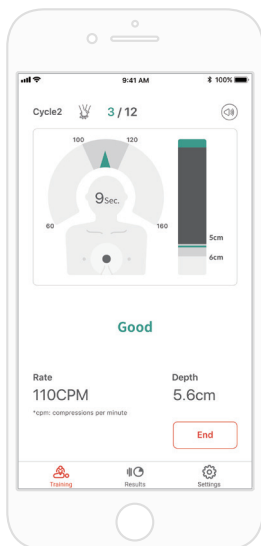 9:41 AM
100%
Cycle2
3 / 12
100
120
9Sec.
60
160
5cm
6cm
Good
Rate
Depth
110CPM
5.6cm
*cpm: compressions per minute
End
Training
Results
Settings